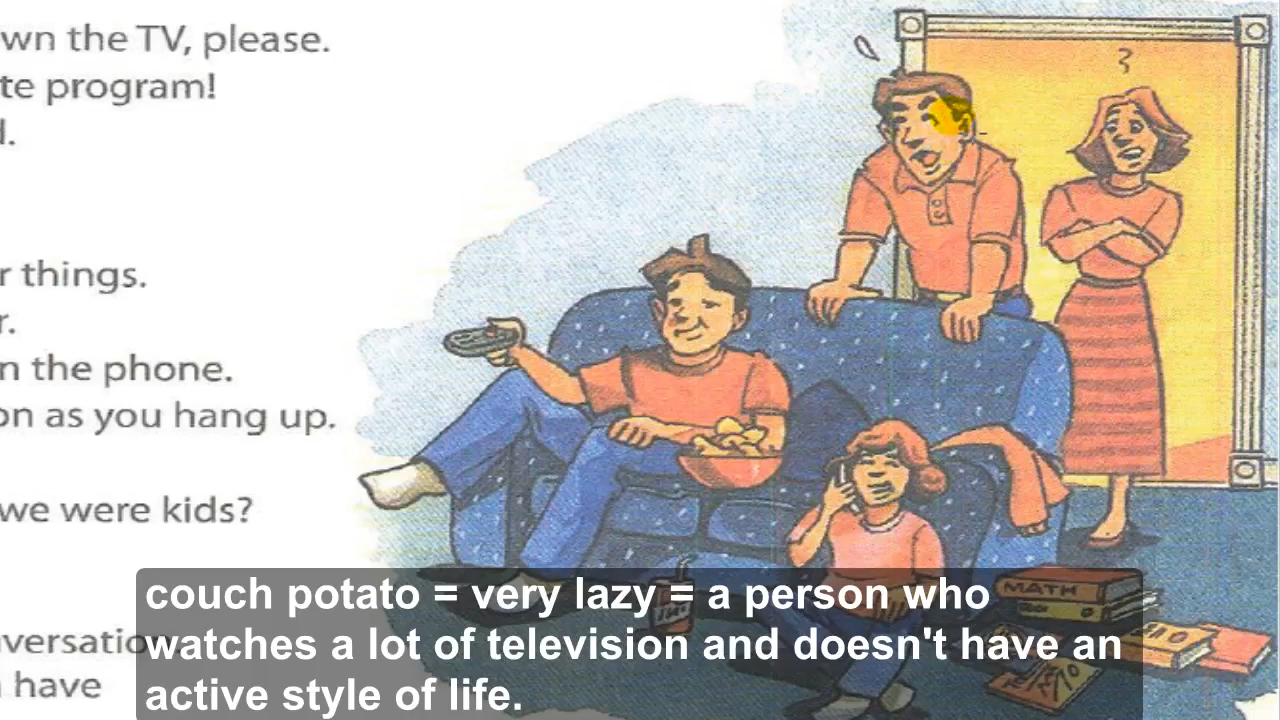 wn the TV, please.
te program!
l.
r things.
r.
n the phone.
on as you hang up.
we were kids?
versation
have
couch potato = very lazy = a person who
watches a lot of television and doesn't have an
active style of life.
MATH